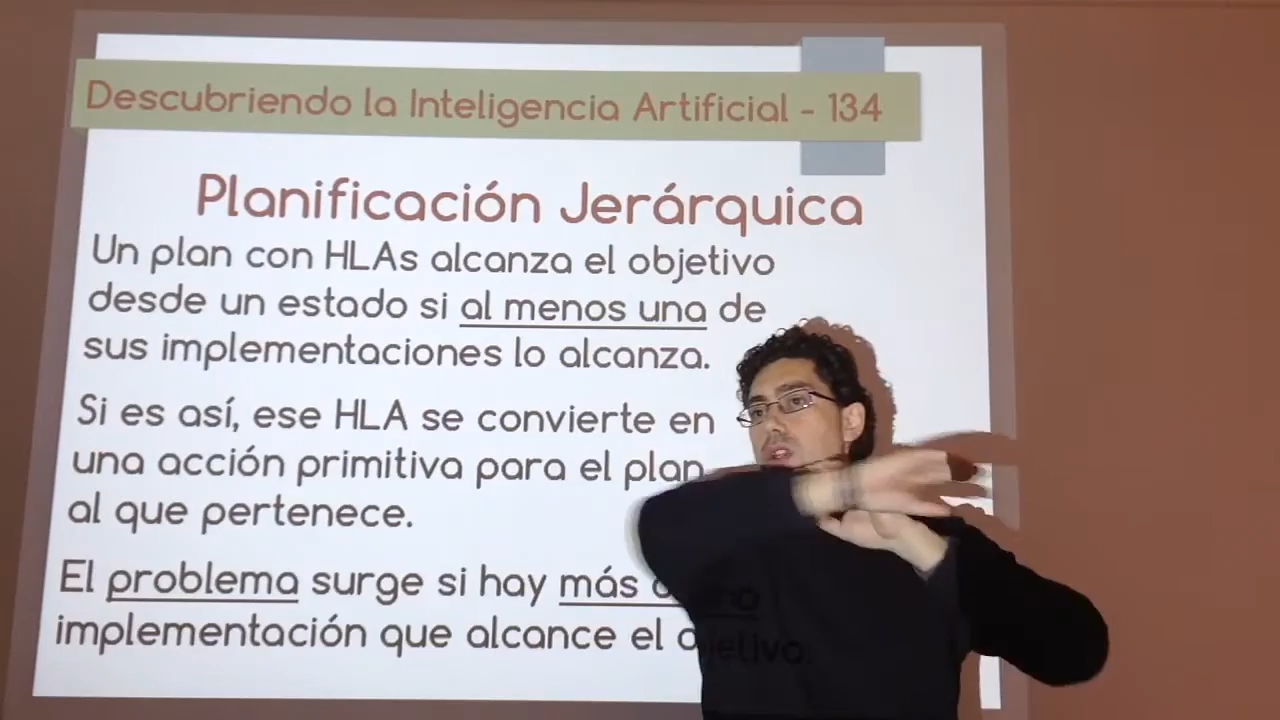 Descubriendo la Inteligencia Artificial - 134
Planificación Jerárquica
Un plan con HLAs alcanza el objetivo
desde un estado si al menos una de
sus implementaciones lo alcanza.
Si es así, ese HLA se convierte en
una acción primitiva para el plan
al que pertenece.
El problema surge si hay más
implementación que alcance el objetivo.